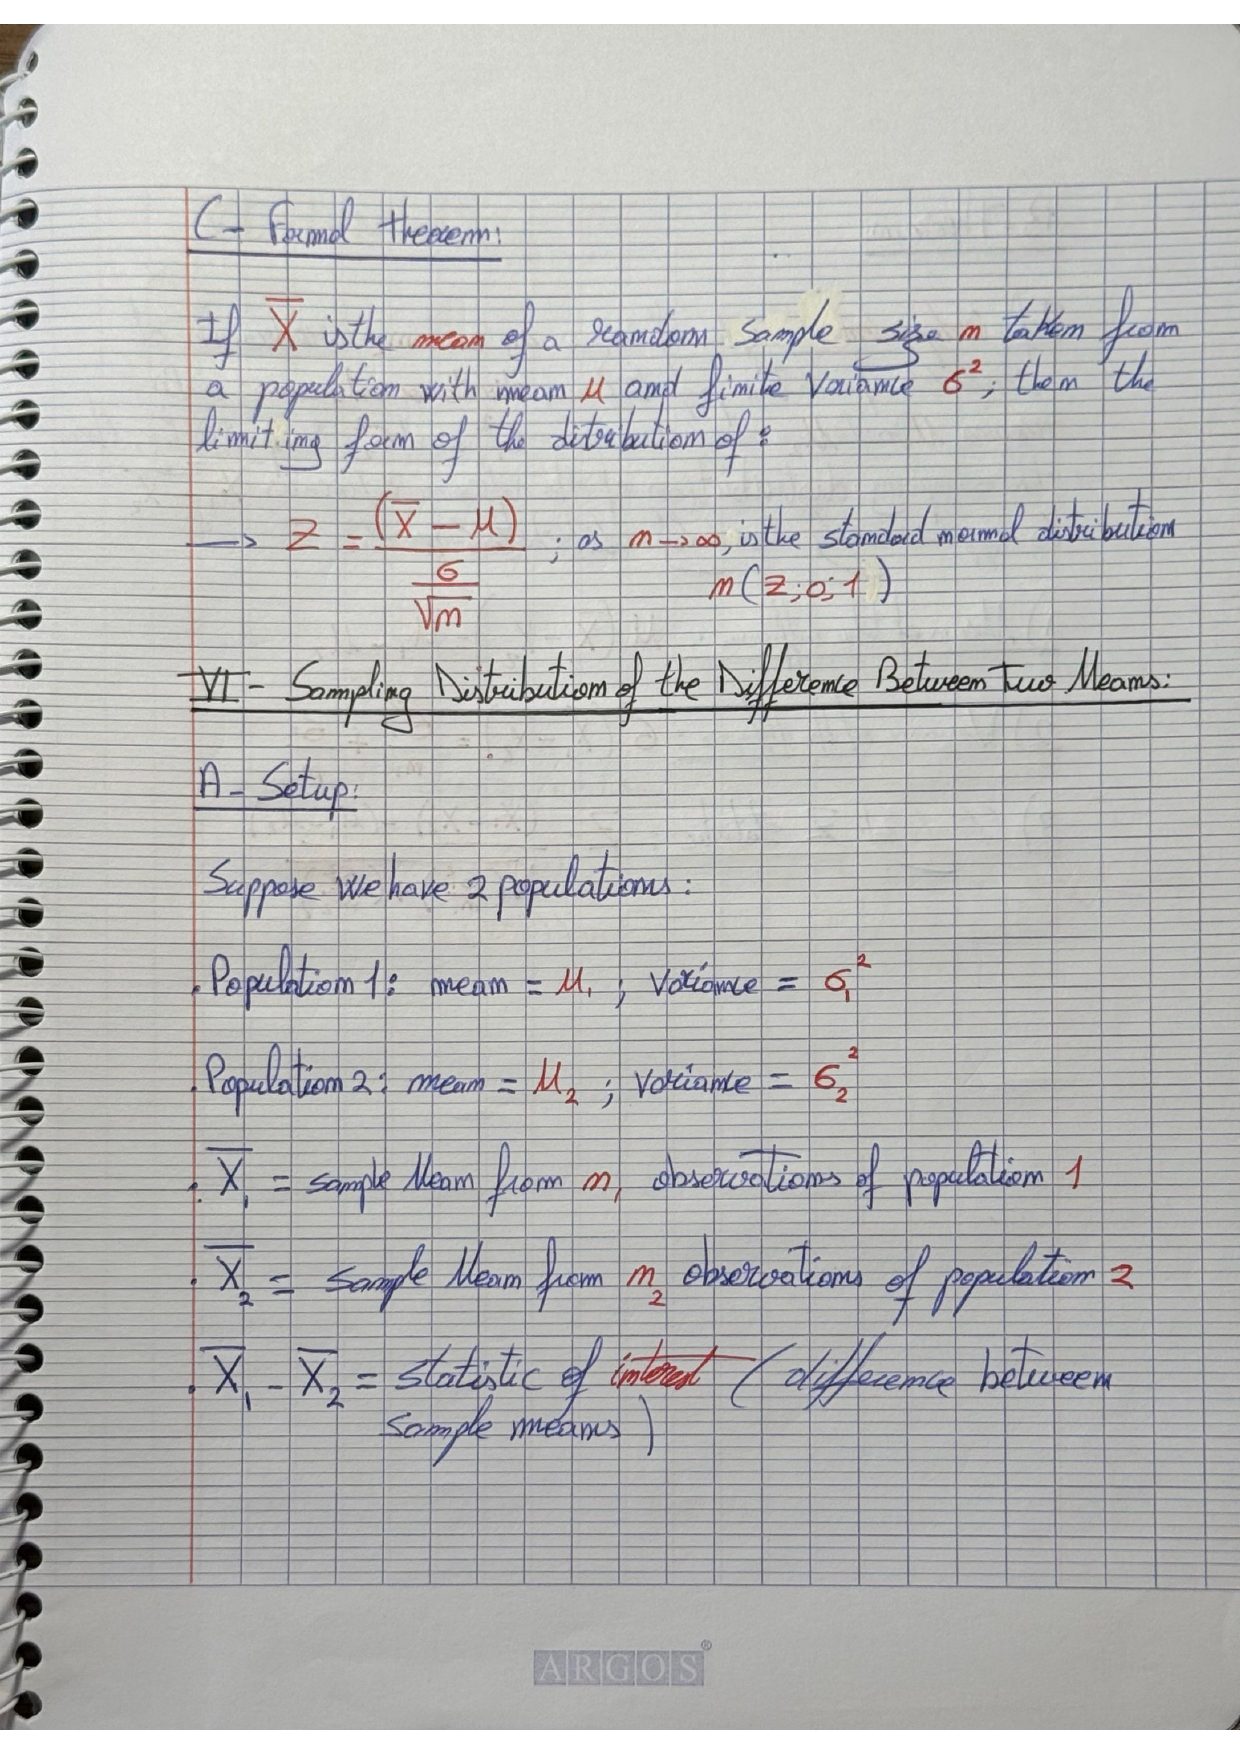 C- Formal theorem:
If X̅ is the mean of a random sample size n taken from
a population with mean μ and finite variance σ², then the
limiting form of the ditribution of :
→ Z = (X̅ - μ) / (σ/√n) ; as n→∞, is the standard normal distribution
n(z; 0; 1)
VI- Sampling Distribution of the Difference Between Two Means:
A- Setup:
Suppose we have 2 populations:
. Population 1: mean = μ₁ ; variance = σ₁²
. Population 2: mean = μ₂ ; variance = σ₂²
. X̅₁ = sample Mean from n₁ observations of population 1
. X̅₂ = sample Mean from n₂ observations of population 2
. X̅₁ - X̅₂ = statistic of interest (difference between
sample means)
ARGOS®